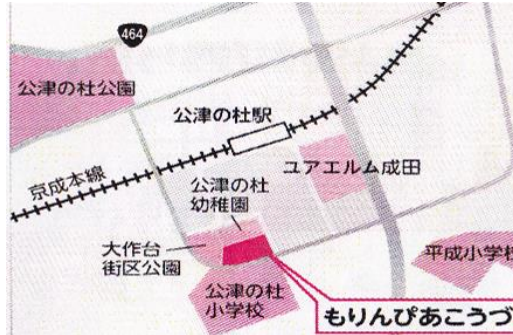 464
公津の杜公園
公津の杜駅
京成本線
ユアエルム成田
公津の杜
幼稚園
大作台
街区公園
平成小学校
公津の杜
小学校
もりんぴあこうづ